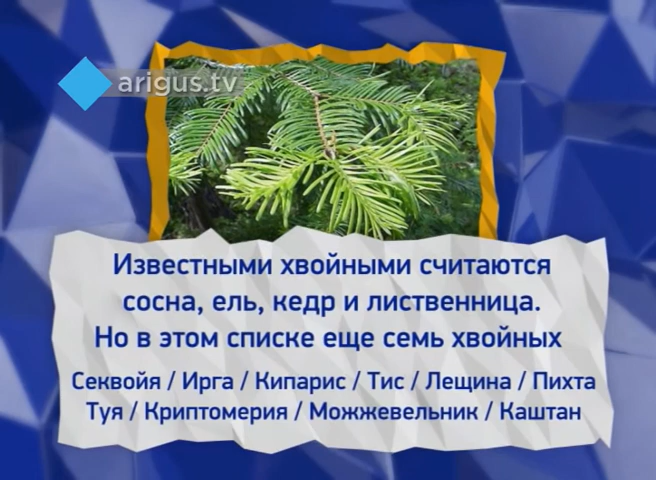 arigus.tv
Известными хвойными считаются
сосна, ель, кедр и лиственница.
Но в этом списке еще семь хвойных
Секвойя / Ирга / Кипарис / Тис / Лещина / Пихта
Туя / Криптомерия / Можжевельник / Каштан